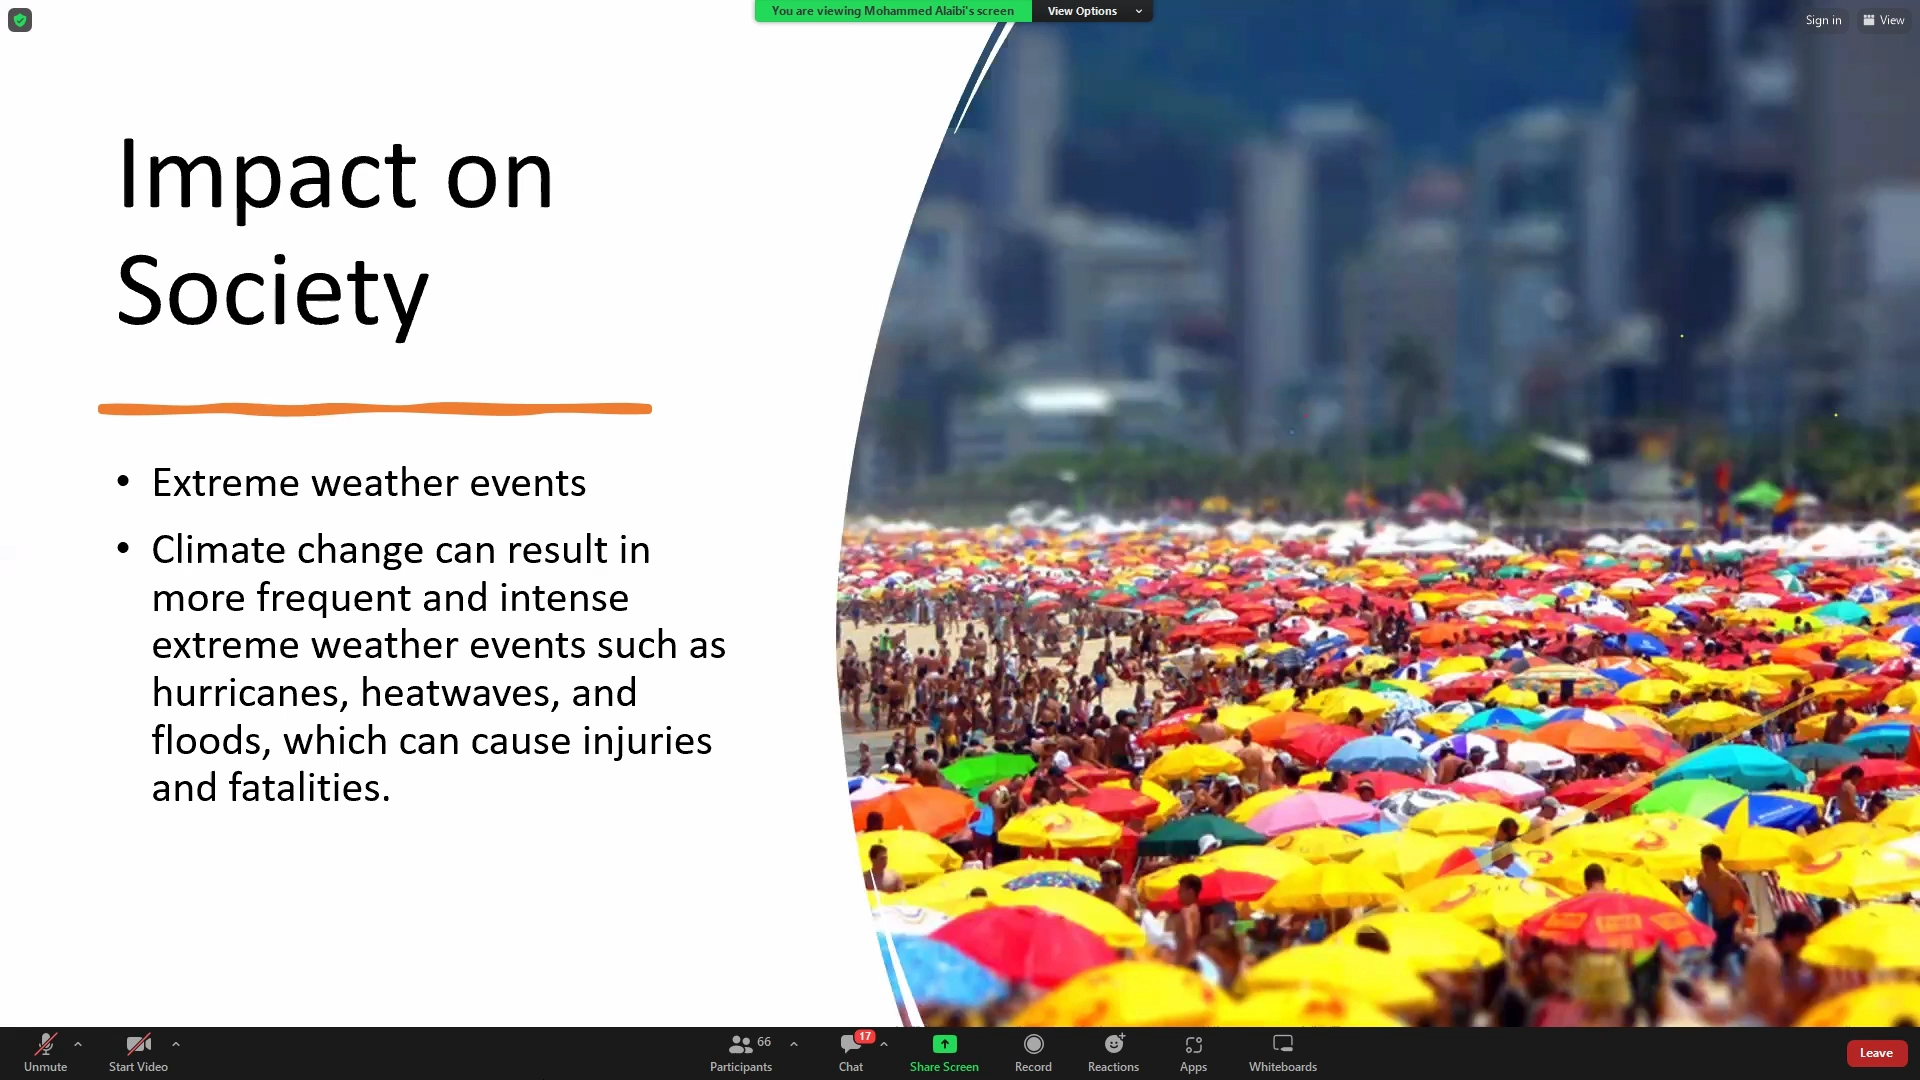 You are viewing Mohammed Alaibi's screen
View Options
Sign in
View
Impact on
Society
• Extreme weather events
• Climate change can result in
more frequent and intense
extreme weather events such as
hurricanes, heatwaves, and
floods, which can cause injuries
and fatalities.
Unmute
Start Video
66
Participants
17
Chat
Share Screen
Record
Reactions
Apps
Whiteboards
Leave